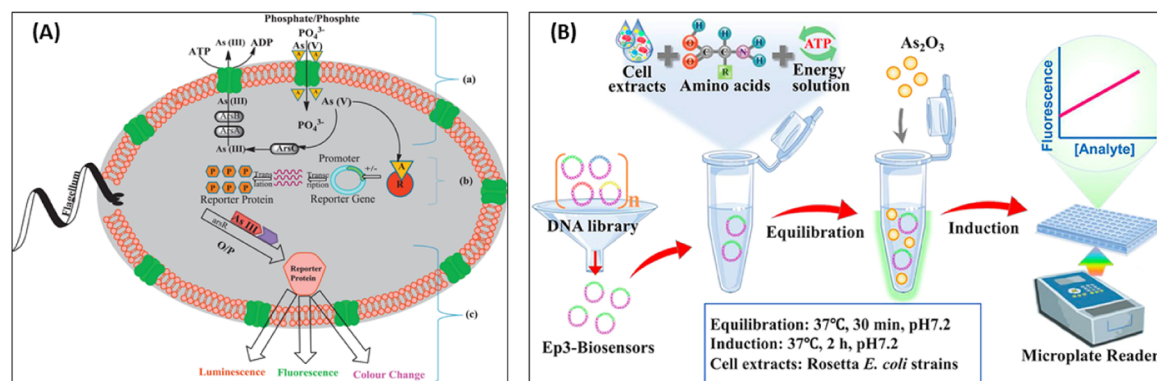 (A)
Phosphate/Phosphte
PO₄³⁻
ATP
As (III)
ADP
As (V)
A A
A A
(a)
As (III)
ArsB
ArsA
As (III)
As (V)
PO₄³⁻
ArsC
Flagellum
P P P
P P P
Reporter Protein
Trans
lation
Transc
ription
Promoter
Reporter Gene
+/-
A
R
(b)
arsR
As III
O/P
Reporter
Protein
(c)
Luminescence
Fluorescence
Colour Change
(B)
Cell
extracts
H
H
H
O
C
C
N
O
H
H
R
Amino acids
ATP
Energy
solution
As₂O₃
Fluorescence
[Analyte]
n
DNA library
Ep3-Biosensors
Equilibration
Induction
Equilibration: 37℃, 30 min, pH7.2
Induction: 37℃, 2 h, pH7.2
Cell extracts: Rosetta E. coli strains
Microplate Reader